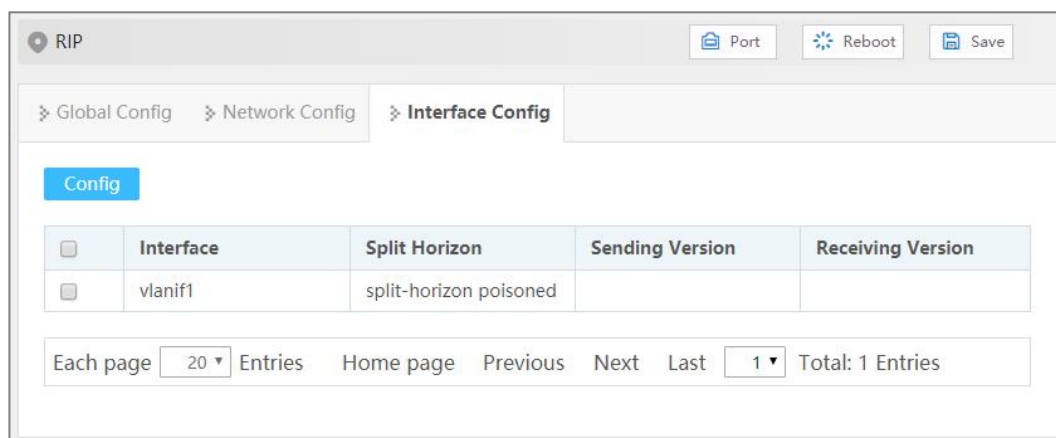 RIP Port Reboot Save
Global Config Network Config Interface Config
Config
Interface Split Horizon Sending Version Receiving Version
vlanif1 split-horizon poisoned
Each page 20 Entries Home page Previous Next Last 1 Total: 1 Entries